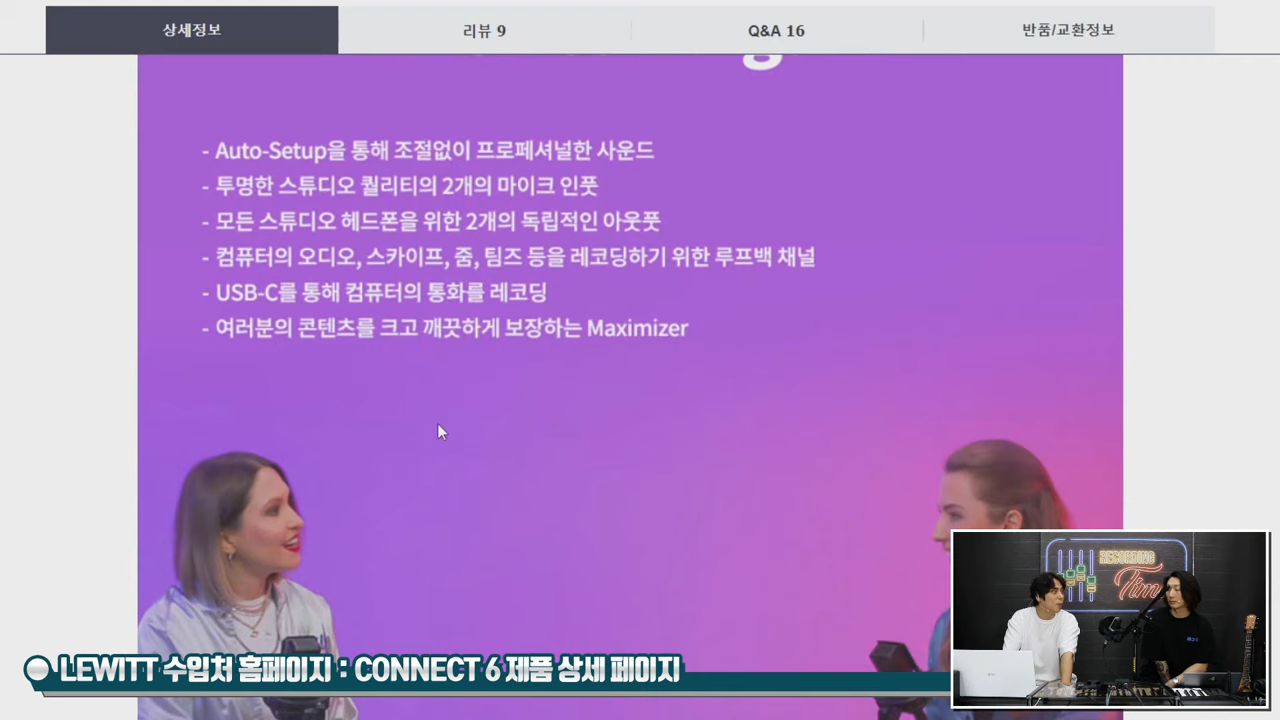 상세정보
리뷰 9
Q&A 16
반품/교환정보
- Auto-Setup을 통해 조절없이 프로페셔널한 사운드
- 투명한 스튜디오 퀄리티의 2개의 마이크 인풋
- 모든 스튜디오 헤드폰을 위한 2개의 독립적인 아웃풋
- 컴퓨터의 오디오, 스카이프, 줌, 팀즈 등을 레코딩하기 위한 루프백 채널
- USB-C를 통해 컴퓨터의 통화를 레코딩
- 여러분의 콘텐츠를 크고 깨끗하게 보장하는 Maximizer
RECORDING
Tim
LEWITT 수입처 홈페이지 : CONNECT 6 제품 상세 페이지